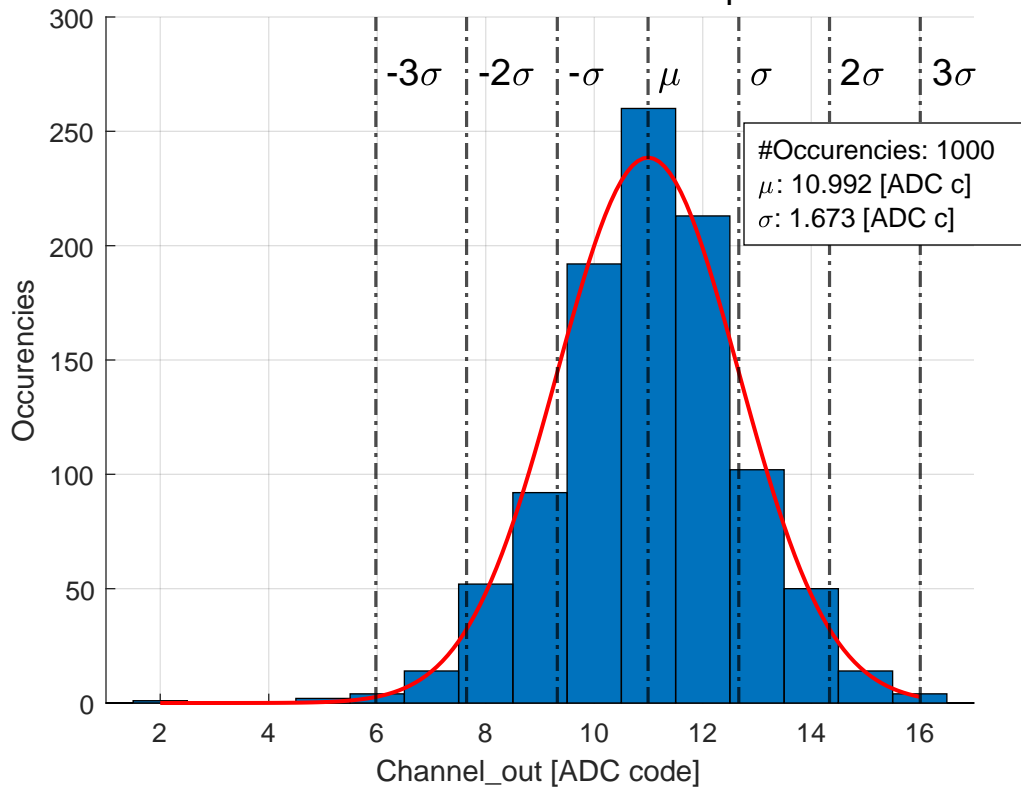 300
-3σ -2σ -σ μ σ 2σ 3σ
250
#Occurencies: 1000
μ: 10.992 [ADC c]
σ: 1.673 [ADC c]
200
150
100
50
0
Occurencies
2 4 6 8 10 12 14 16
Channel_out [ADC code]